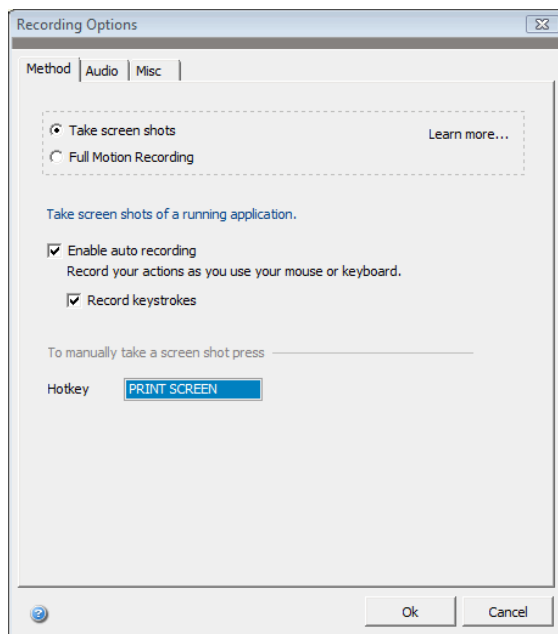 Recording Options
Method Audio Misc
Take screen shots
Learn more...
Full Motion Recording
Take screen shots of a running application.
Enable auto recording
Record your actions as you use your mouse or keyboard.
Record keystrokes
To manually take a screen shot press
Hotkey PRINT SCREEN
Ok Cancel